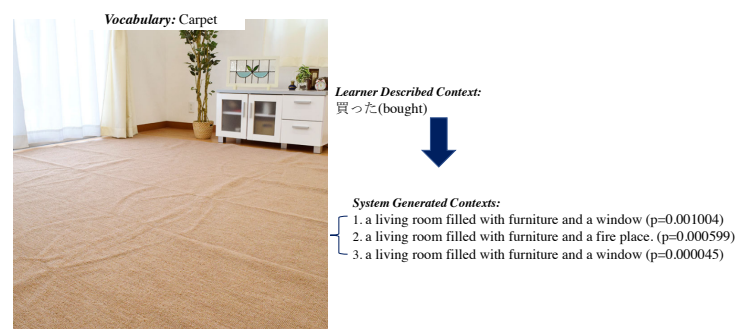 Vocabulary: Carpet
Learner Described Context:
買った(bought)
System Generated Contexts:
1. a living room filled with furniture and a window (p=0.001004)
2. a living room filled with furniture and a fire place. (p=0.000599)
3. a living room filled with furniture and a window (p=0.000045)